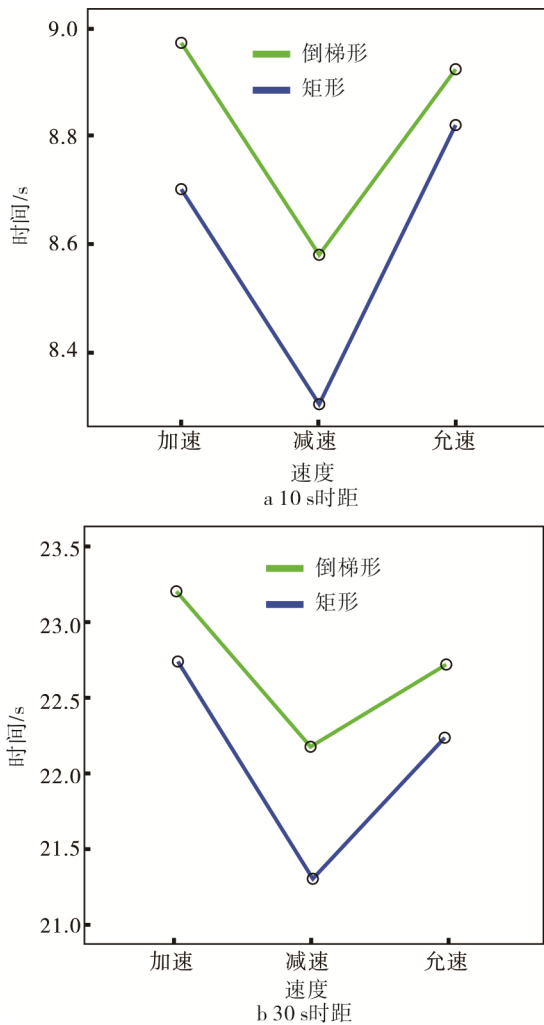 9.0
8.8
8.6
8.4
时间/s
倒梯形
矩形
加速 减速 允速
速度
a 10 s时距
23.5
23.0
22.5
22.0
21.5
21.0
时间/s
倒梯形
矩形
加速 减速 允速
速度
b 30 s时距